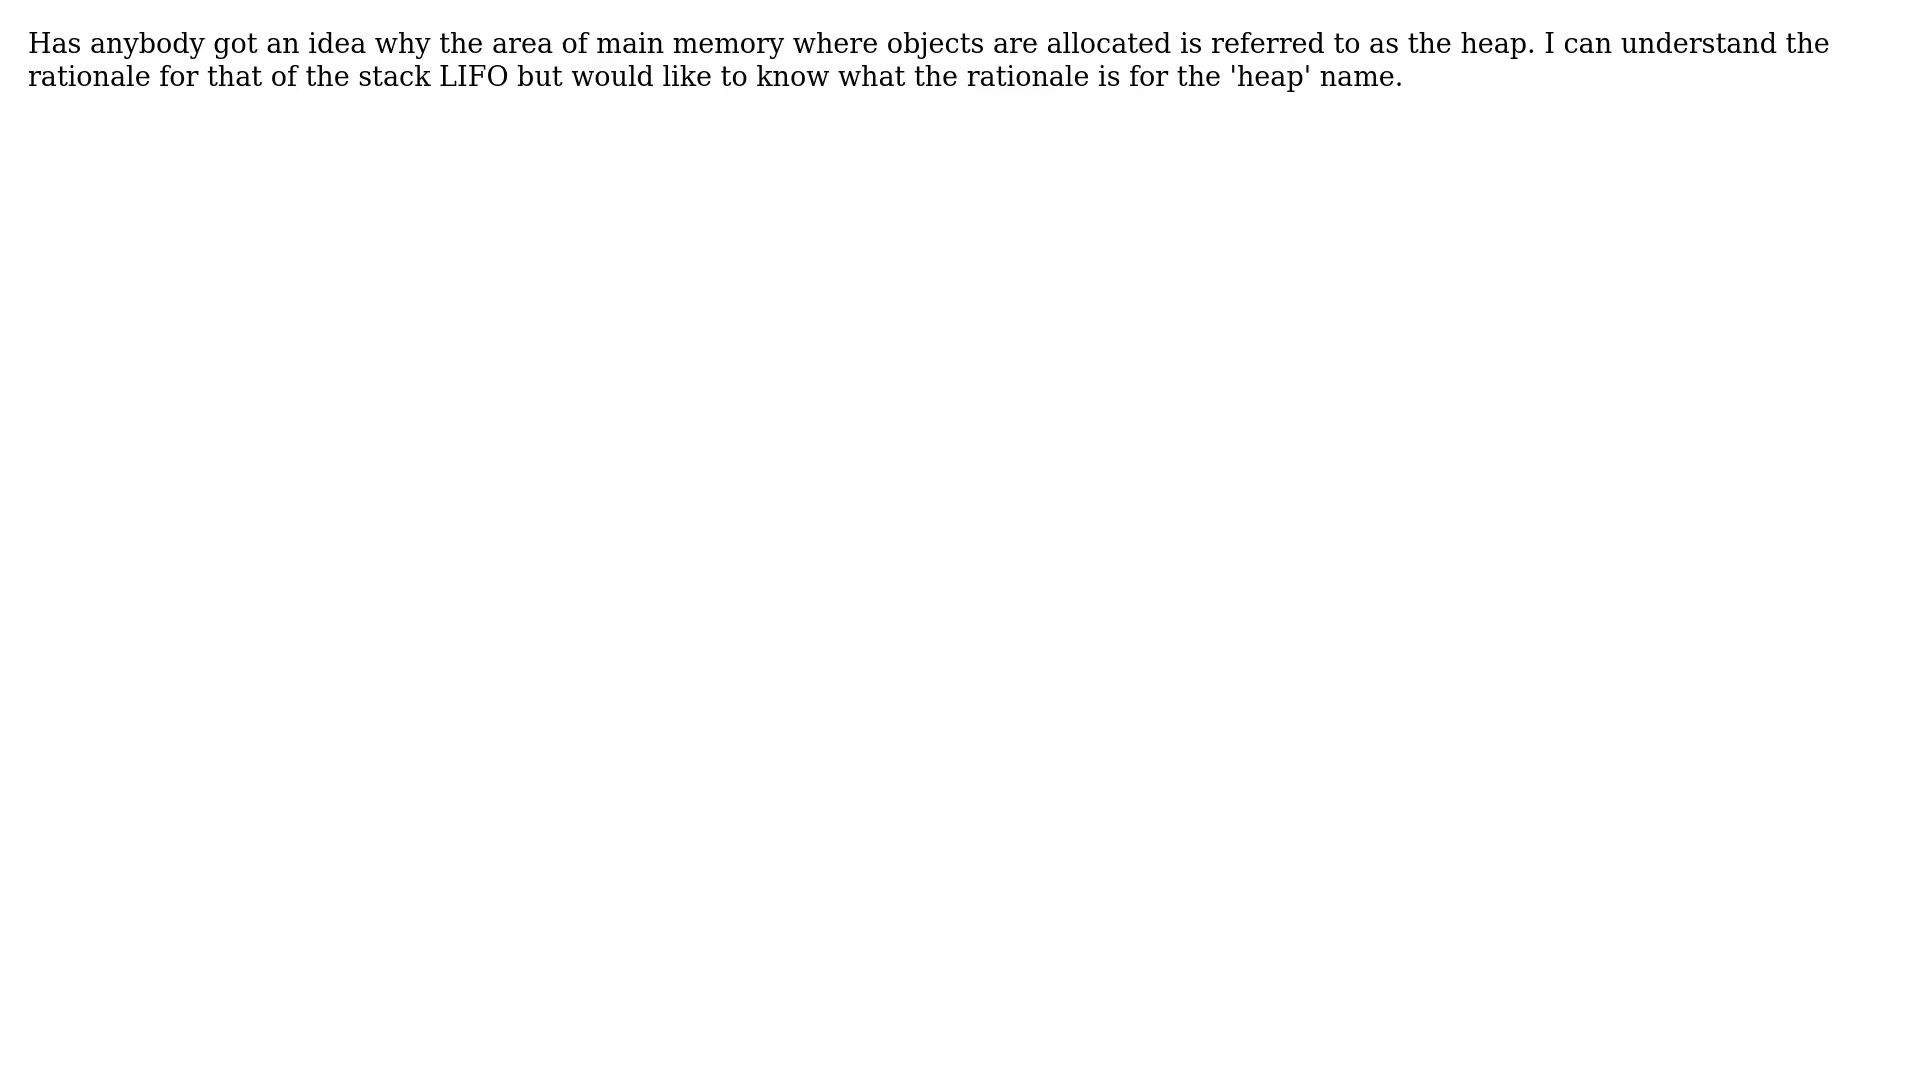 Has anybody got an idea why the area of main memory where objects are allocated is referred to as the heap. I can understand the
rationale for that of the stack LIFO but would like to know what the rationale is for the 'heap' name.